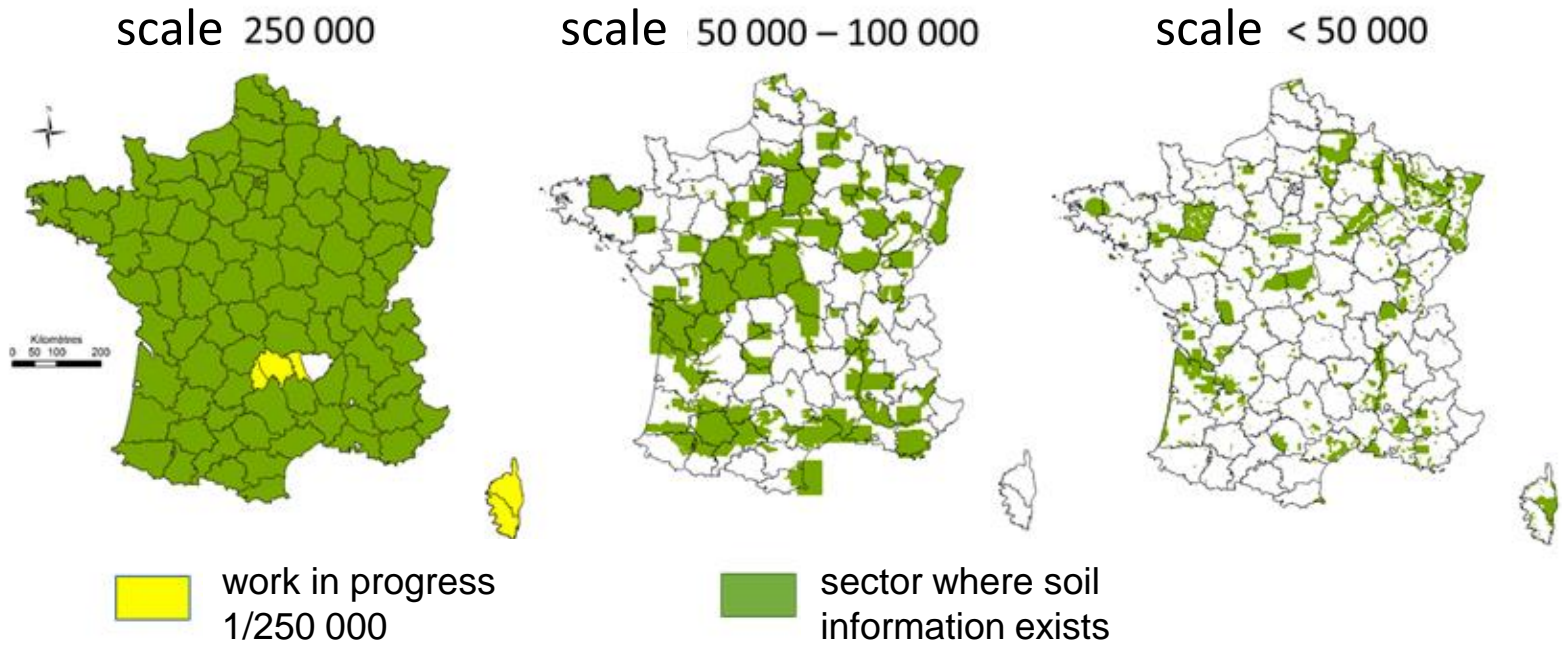 scale 250 000
scale 50 000 – 100 000
scale < 50 000
N
Kilomètres
0 50 100 200
work in progress
1/250 000
sector where soil
information exists